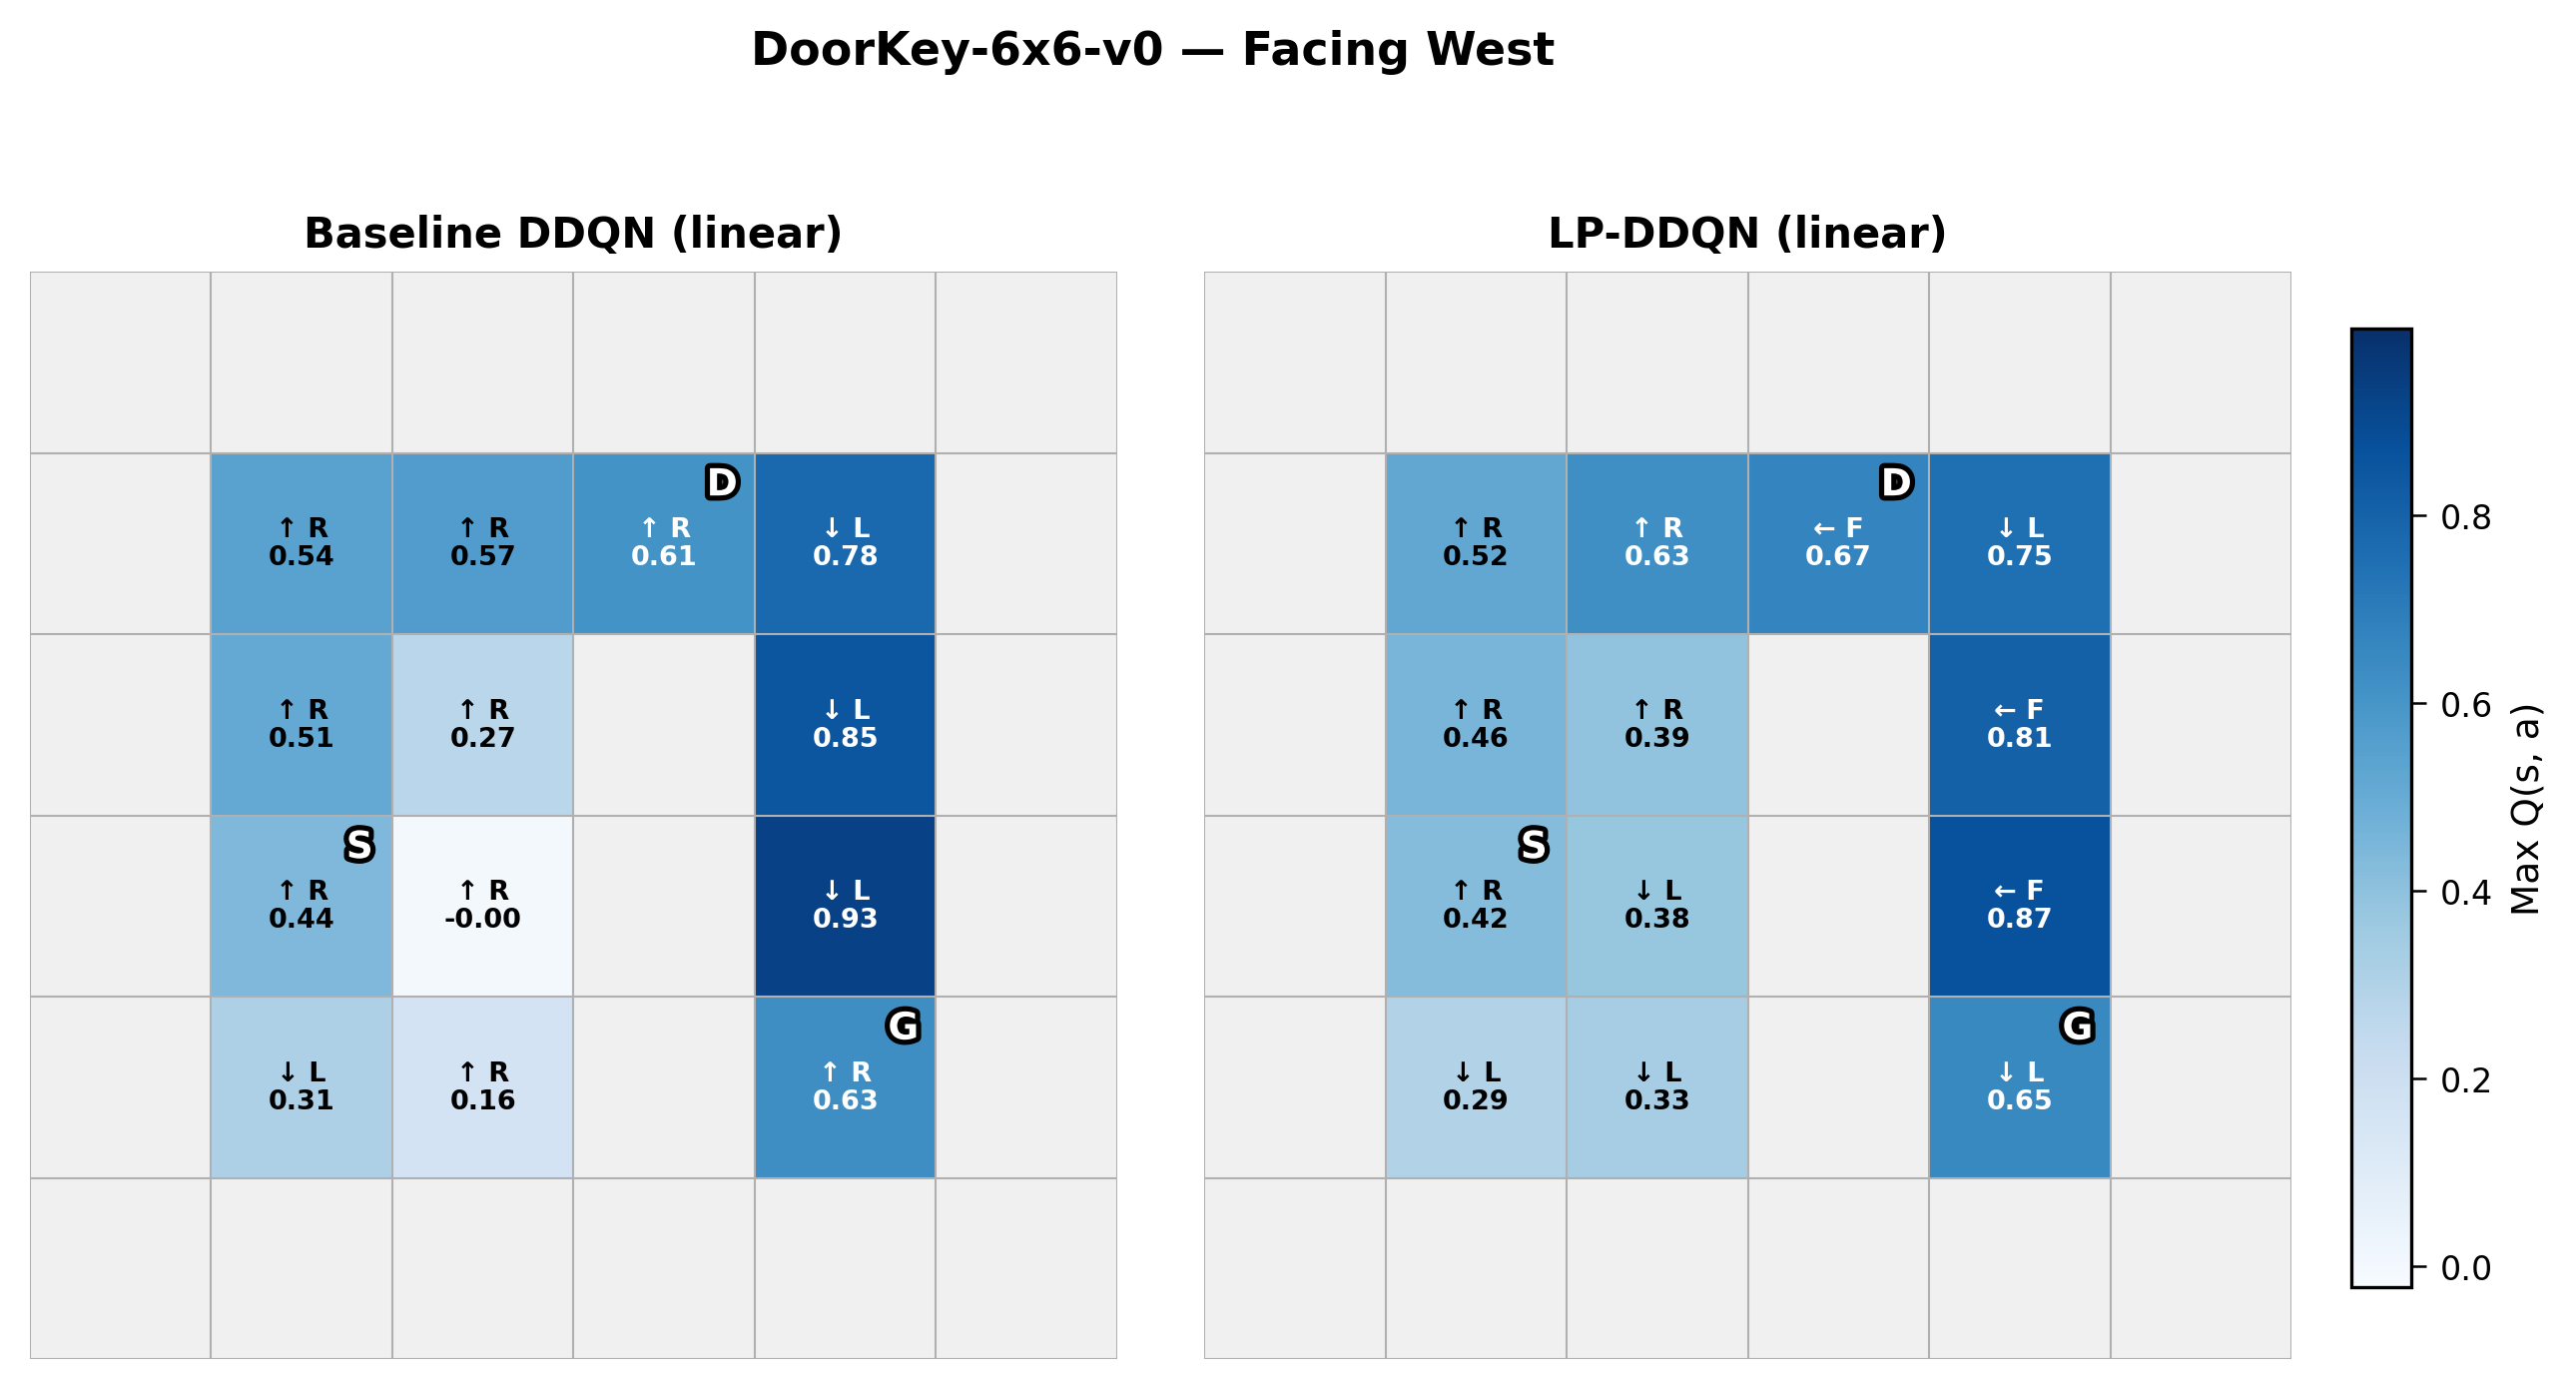 DoorKey-6x6-v0 — Facing West
Baseline DDQN (linear)
D
↑ R
0.54
↑ R
0.57
↑ R
0.61
↓ L
0.78
↑ R
0.51
↑ R
0.27
↓ L
0.85
S
↑ R
0.44
↑ R
-0.00
↓ L
0.93
G
↓ L
0.31
↑ R
0.16
↑ R
0.63
LP-DDQN (linear)
D
↑ R
0.52
↑ R
0.63
← F
0.67
↓ L
0.75
↑ R
0.46
↑ R
0.39
← F
0.81
S
↑ R
0.42
↓ L
0.38
← F
0.87
G
↓ L
0.29
↓ L
0.33
↓ L
0.65
0.8
0.6
0.4
0.2
0.0
Max Q(s, a)